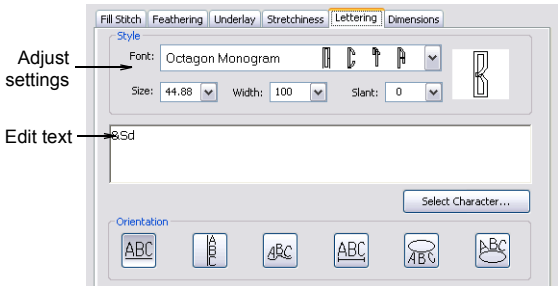 Fill Stitch Feathering Underlay Stretchiness Lettering Dimensions
Style
Adjust settings
Font: Octagon Monogram
Size: 44.88 Width: 100 Slant: 0
Edit text
&Sd
Select Character...
Orientation
ABC ABC ABC ABC ABC ABC